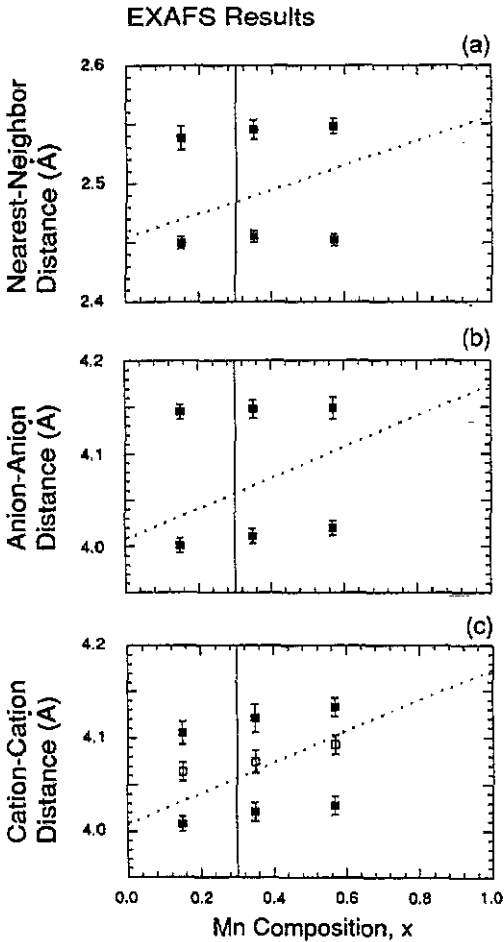 EXAFS Results
(a)
Nearest-Neighbor
Distance (Å)
2.6
2.5
2.4
(b)
Anion-Anion
Distance (Å)
4.2
4.1
4.0
(c)
Cation-Cation
Distance (Å)
4.2
4.1
4.0
0.0 0.2 0.4 0.6 0.8 1.0
Mn Composition, x